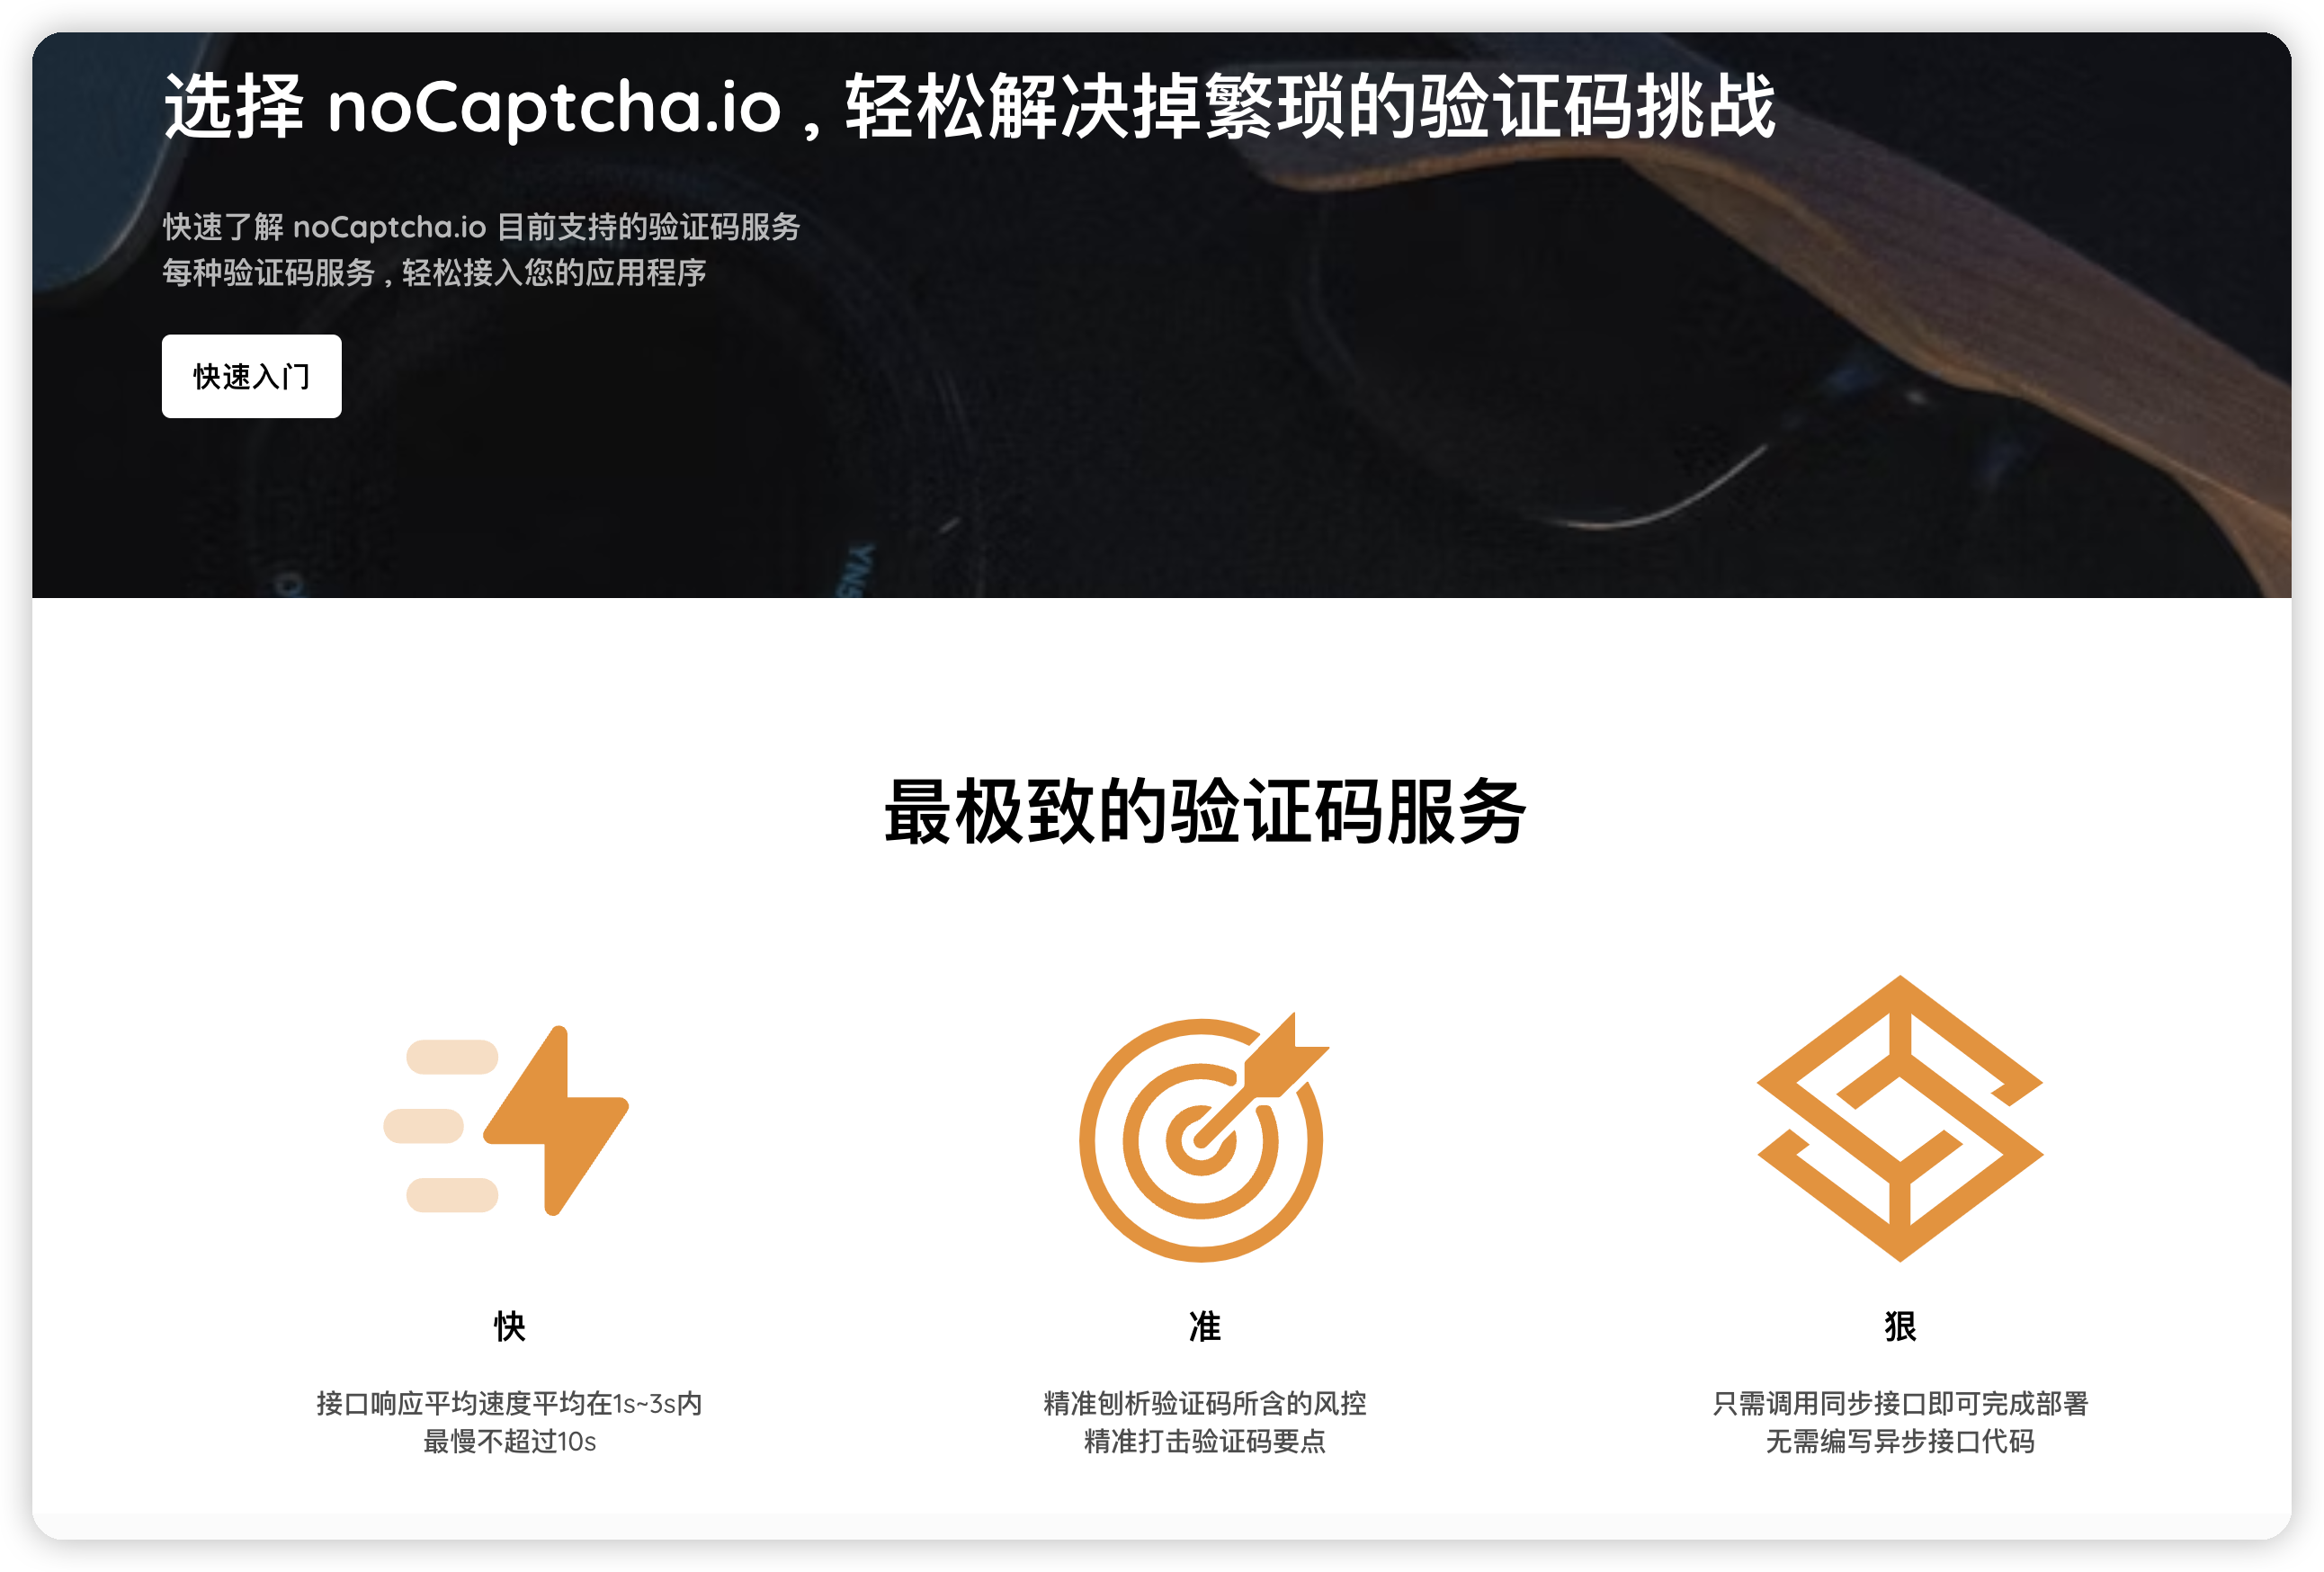 选择 noCaptcha.io , 轻松解决掉繁琐的验证码挑战
快速了解 noCaptcha.io 目前支持的验证码服务
每种验证码服务 , 轻松接入您的应用程序
快速入门
YN
最极致的验证码服务
快
准
狠
接口响应平均速度平均在1s~3s内
最慢不超过10s
精准刨析验证码所含的风控
精准打击验证码要点
只需调用同步接口即可完成部署
无需编写异步接口代码